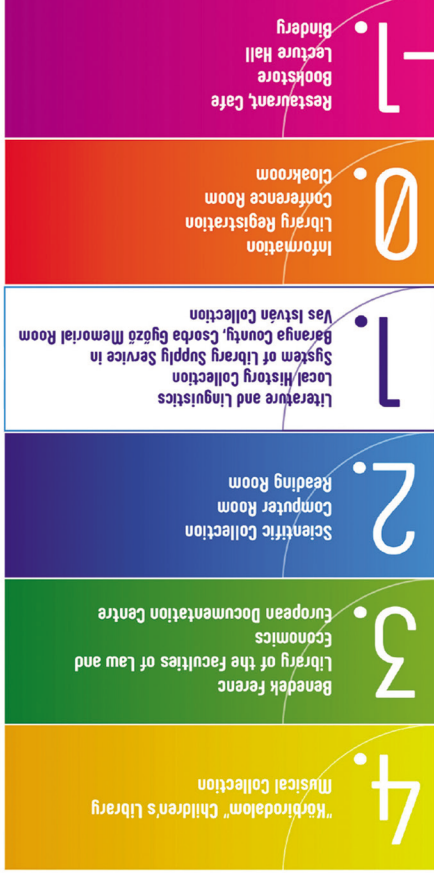 4.
"Körbirodalom" Children's Library
Musical Collection
3.
Benedek Ferenc
Library of the Faculties of Law and
Economics
European Documentation Centre
2.
Scientific Collection
Computer Room
Reading Room
1.
Literature and Linguistics
Local History Collection
System of Library Supply Service in
Baranya County, Csorba Győző Memorial Room
Vas István Collection
0.
Information
Library Registration
Conference Room
Cloakroom
-1.
Restaurant, Cafe
Bookstore
Lecture Hall
Bindery